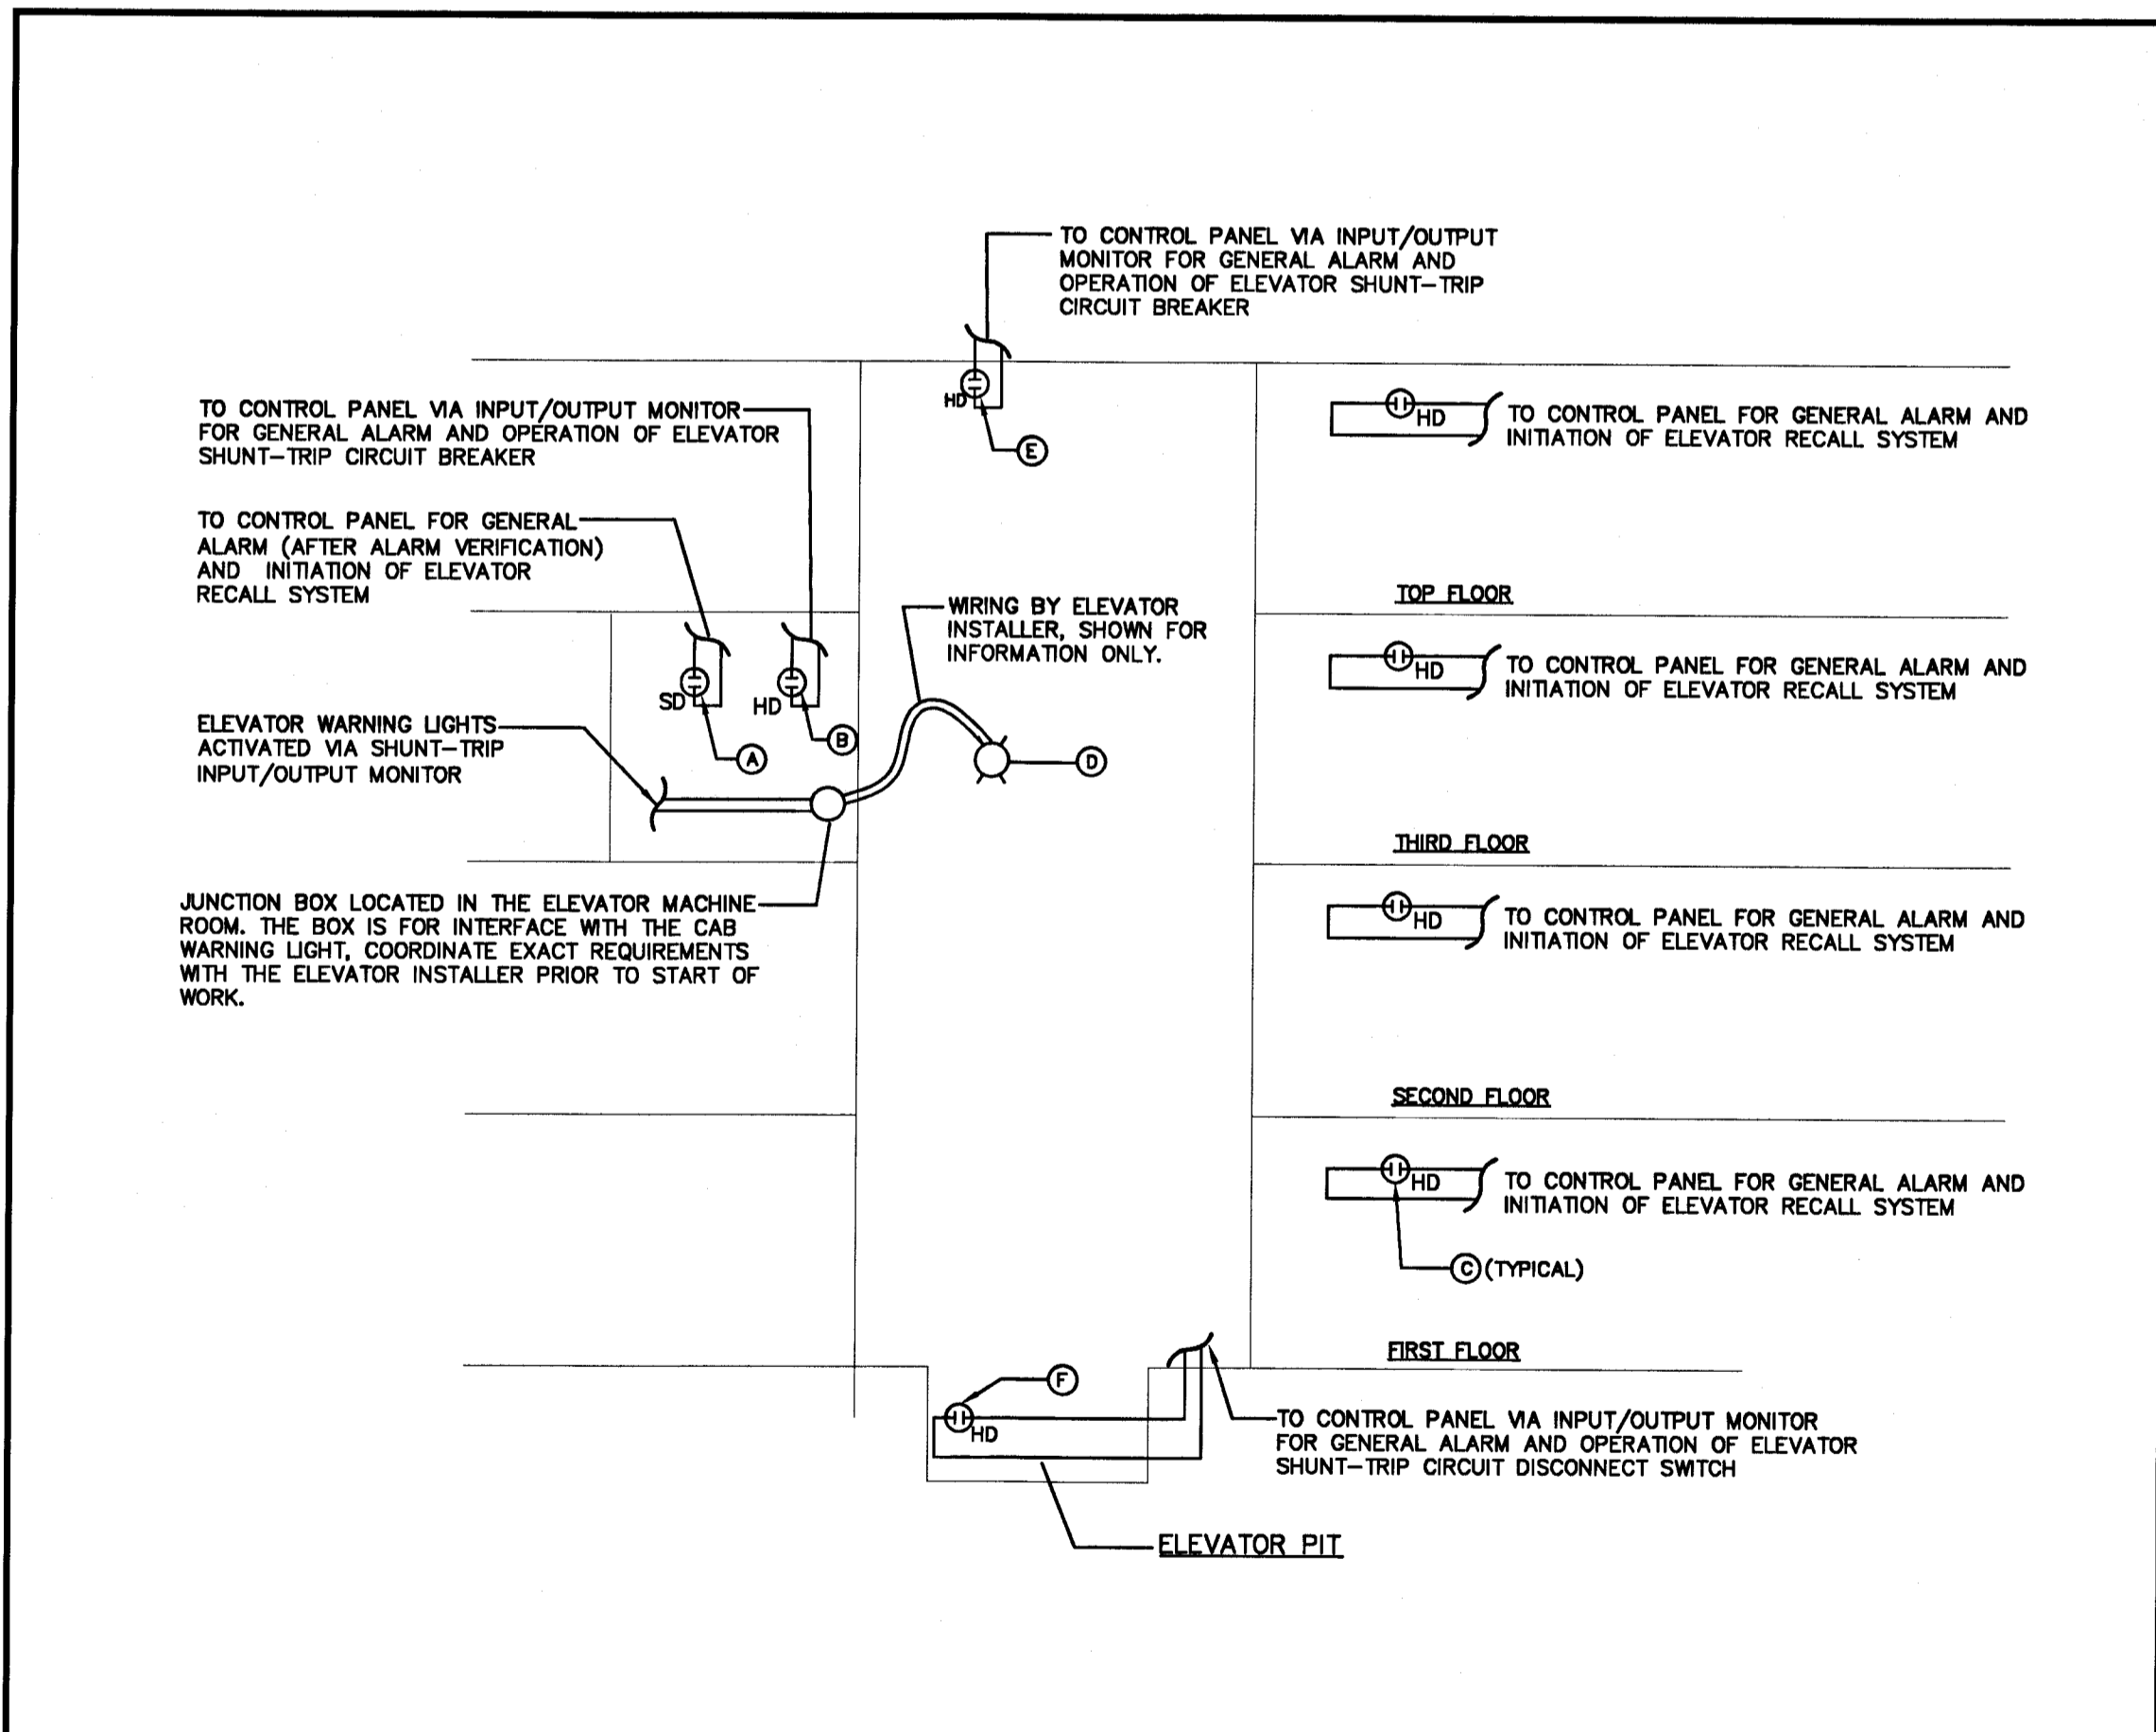 TO CONTROL PANEL VIA INPUT/OUTPUT
MONITOR FOR GENERAL ALARM AND
OPERATION OF ELEVATOR SHUNT-TRIP
CIRCUIT BREAKER
HD
E
TO CONTROL PANEL VIA INPUT/OUTPUT MONITOR
FOR GENERAL ALARM AND OPERATION OF ELEVATOR
SHUNT-TRIP CIRCUIT BREAKER
HD
TO CONTROL PANEL FOR GENERAL ALARM AND
INITIATION OF ELEVATOR RECALL SYSTEM
TO CONTROL PANEL FOR GENERAL
ALARM (AFTER ALARM VERIFICATION)
AND INITIATION OF ELEVATOR
RECALL SYSTEM
TOP FLOOR
WIRING BY ELEVATOR
INSTALLER, SHOWN FOR
INFORMATION ONLY.
HD
TO CONTROL PANEL FOR GENERAL ALARM AND
INITIATION OF ELEVATOR RECALL SYSTEM
SD
HD
B
A
D
ELEVATOR WARNING LIGHTS
ACTIVATED VIA SHUNT-TRIP
INPUT/OUTPUT MONITOR
THIRD FLOOR
JUNCTION BOX LOCATED IN THE ELEVATOR MACHINE
ROOM. THE BOX IS FOR INTERFACE WITH THE CAB
WARNING LIGHT, COORDINATE EXACT REQUIREMENTS
WITH THE ELEVATOR INSTALLER PRIOR TO START OF
WORK.
HD
TO CONTROL PANEL FOR GENERAL ALARM AND
INITIATION OF ELEVATOR RECALL SYSTEM
SECOND FLOOR
HD
TO CONTROL PANEL FOR GENERAL ALARM AND
INITIATION OF ELEVATOR RECALL SYSTEM
C (TYPICAL)
FIRST FLOOR
F
HD
TO CONTROL PANEL VIA INPUT/OUTPUT MONITOR
FOR GENERAL ALARM AND OPERATION OF ELEVATOR
SHUNT-TRIP CIRCUIT DISCONNECT SWITCH
ELEVATOR PIT